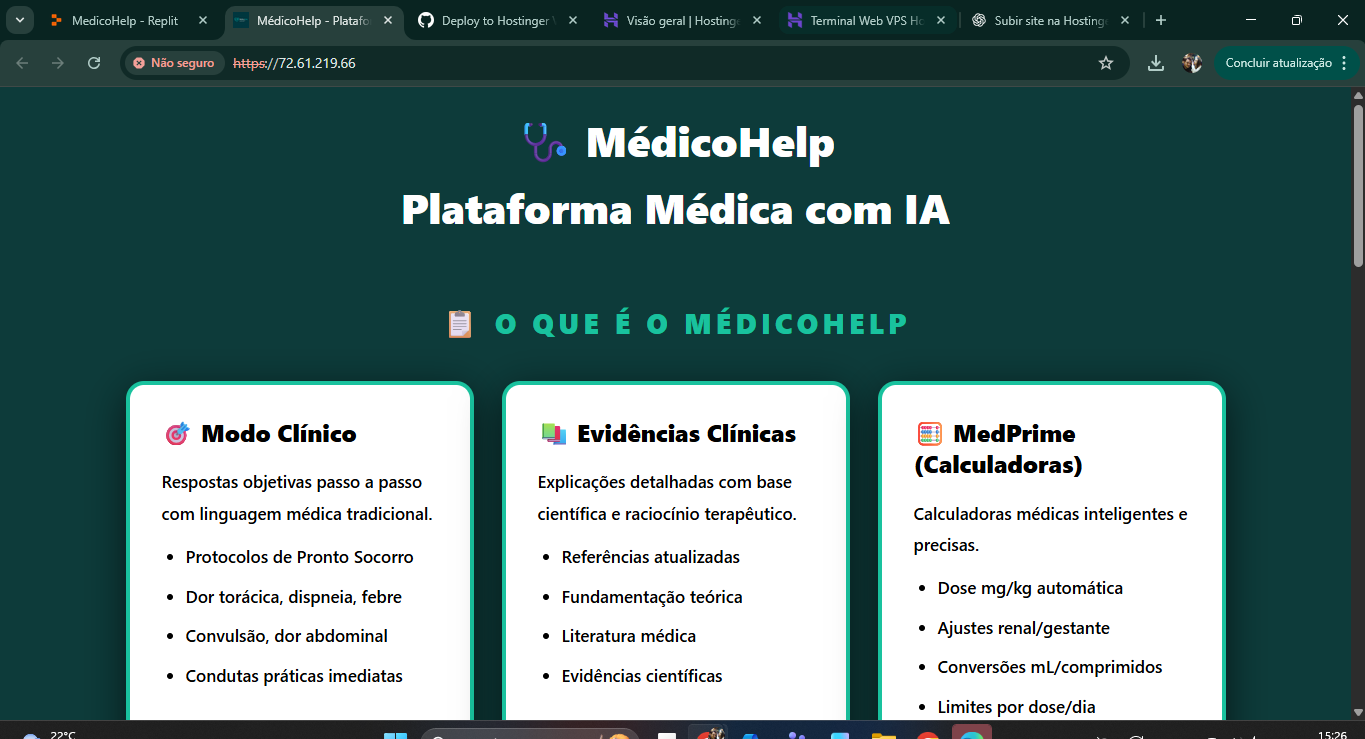 MedicoHelp - Replit
MédicoHelp - Platafo
Deploy to Hostinger
Visão geral | Hosting
Terminal Web VPS Ho
Subir site na Hosting
Não seguro
https://72.61.219.66
Concluir atualização
MédicoHelp
Plataforma Médica com IA
O QUE É O MÉDICOHELP
Modo Clínico
Respostas objetivas passo a passo
com linguagem médica tradicional.
• Protocolos de Pronto Socorro
• Dor torácica, dispneia, febre
• Convulsão, dor abdominal
• Condutas práticas imediatas
Evidências Clínicas
Explicações detalhadas com base
científica e raciocínio terapêutico.
• Referências atualizadas
• Fundamentação teórica
• Literatura médica
• Evidências científicas
MedPrime
(Calculadoras)
Calculadoras médicas inteligentes e
precisas.
• Dose mg/kg automática
• Ajustes renal/gestante
• Conversões mL/comprimidos
• Limites por dose/dia
22°C
15:26